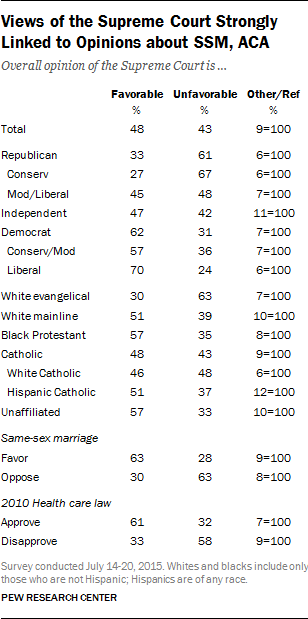 Views of the Supreme Court Strongly
Linked to Opinions about SSM, ACA
Overall opinion of the Supreme Court is ...
Favorable Unfavorable Other/Ref
% % %
Total 48 43 9=100
Republican 33 61 6=100
Conserv 27 67 6=100
Mod/Liberal 45 48 7=100
Independent 47 42 11=100
Democrat 62 31 7=100
Conserv/Mod 57 36 7=100
Liberal 70 24 6=100
White evangelical 30 63 7=100
White mainline 51 39 10=100
Black Protestant 57 35 8=100
Catholic 48 43 9=100
White Catholic 46 48 6=100
Hispanic Catholic 51 37 12=100
Unaffiliated 57 33 10=100
Same-sex marriage
Favor 63 28 9=100
Oppose 30 63 8=100
2010 Health care law
Approve 61 32 7=100
Disapprove 33 58 9=100
Survey conducted July 14-20, 2015. Whites and blacks include only
those who are not Hispanic; Hispanics are of any race.
PEW RESEARCH CENTER